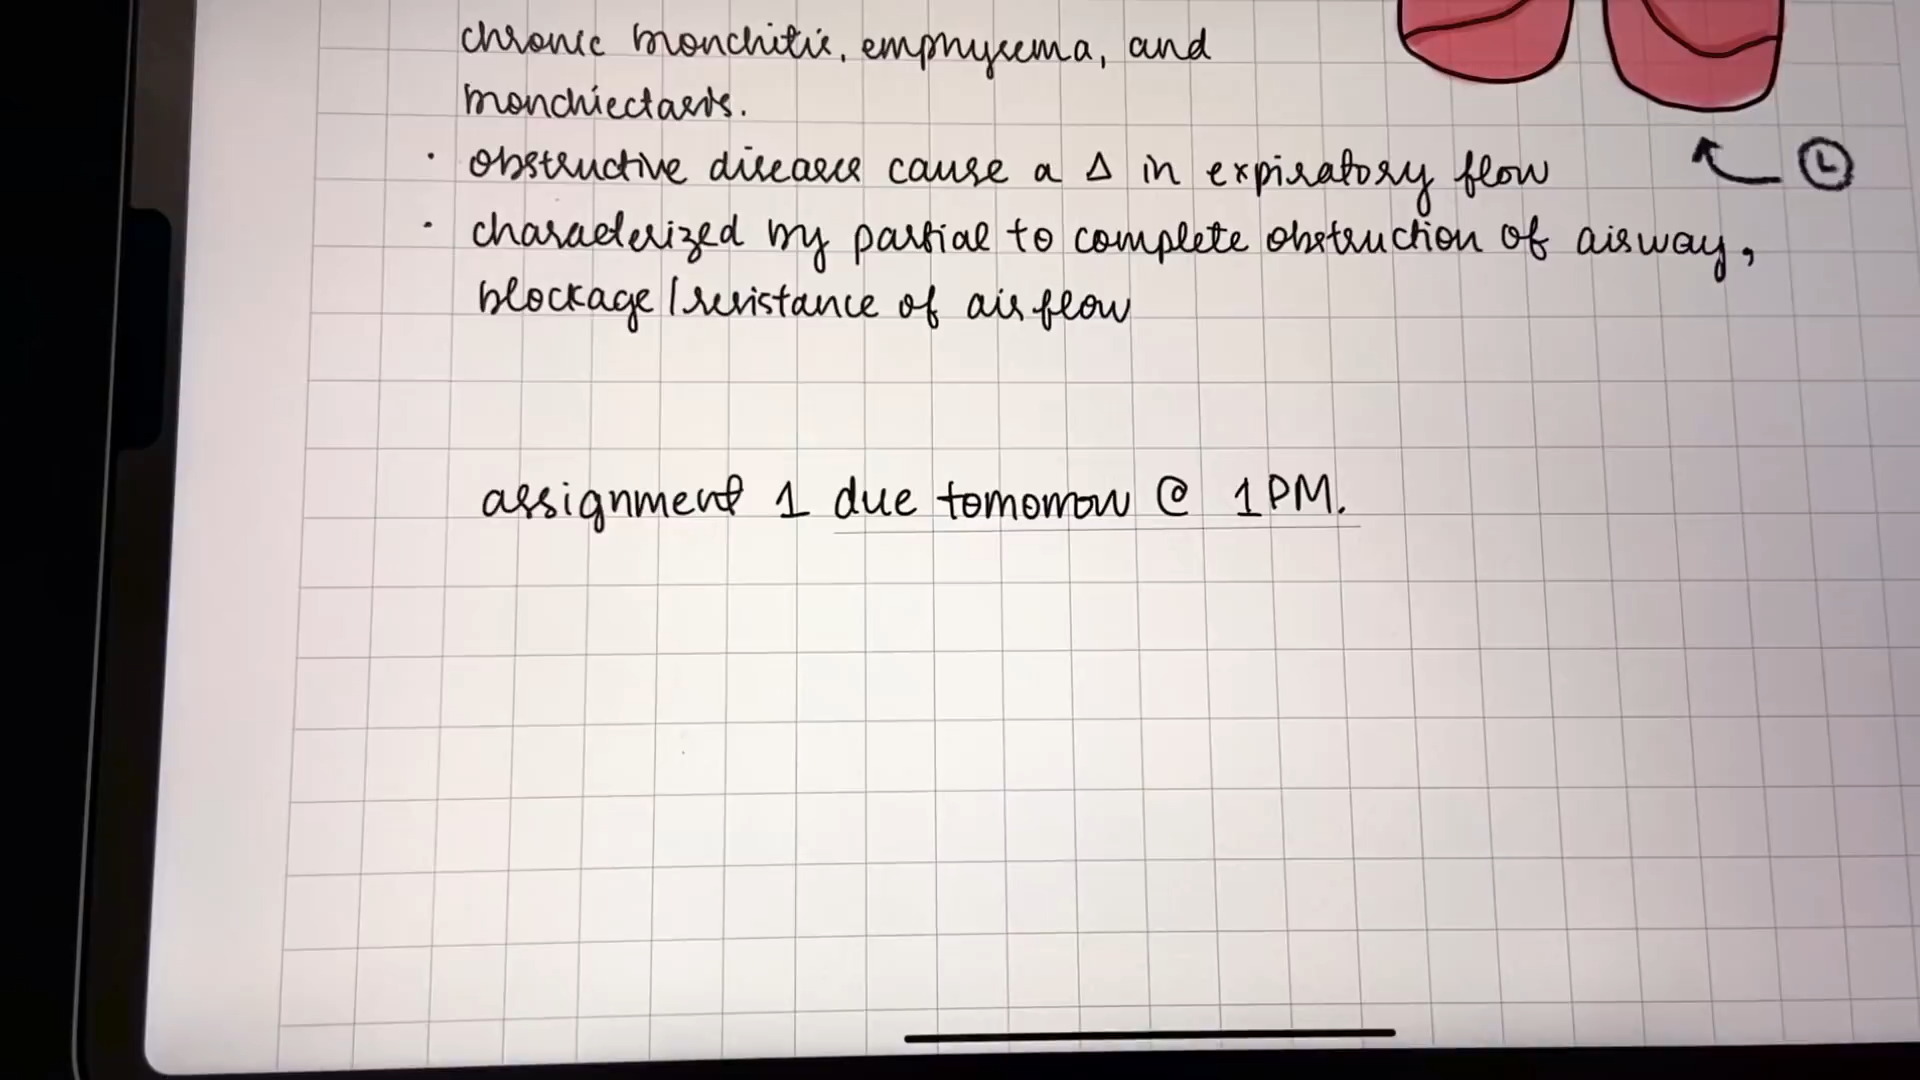 chronic bronchitis, emphysema, and
bronchiectasis.
· obstructive diseases cause a Δ in expiratory flow
Ⓛ
· characterized by partial to complete obstruction of airway,
blockage/resistance of air flow
assignment 1 due tomorrow @ 1PM.